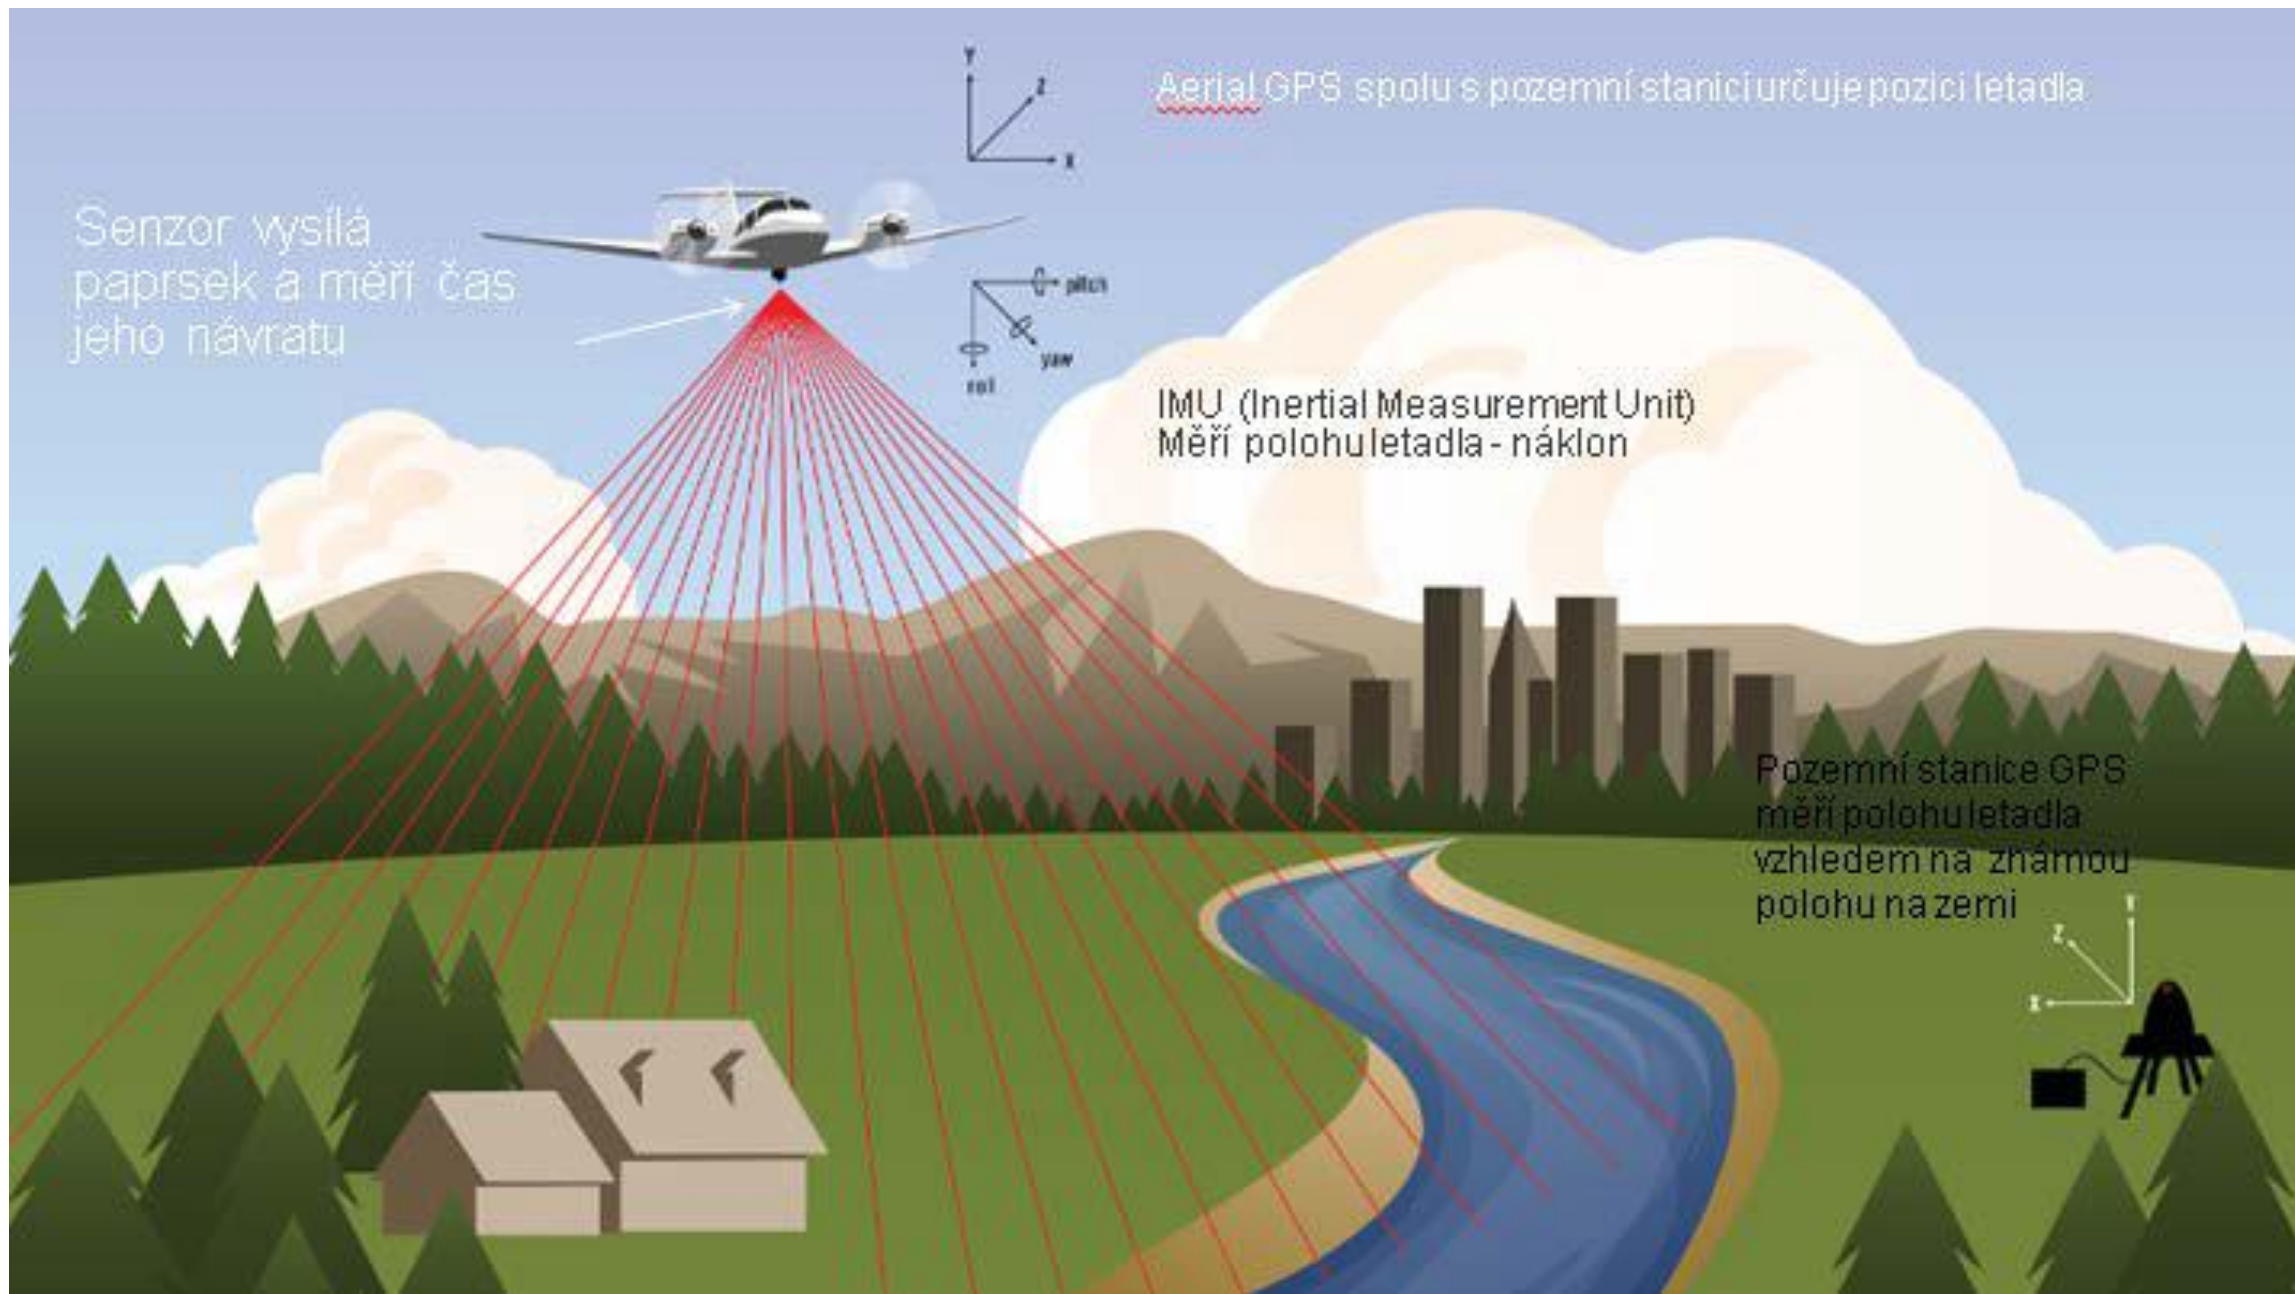 Y
Z
X
Aerial GPS spolu s pozemní stanicí určuje pozici letadla
Senzor vysílá
paprsek a měří čas
jeho návratu
pitch
yaw
roll
IMU (Inertial Measurement Unit)
Měří polohu letadla - náklon
Pozemní stanice GPS
měří polohu letadla
vzhledem na známou
polohu na zemi
Y
Z
X